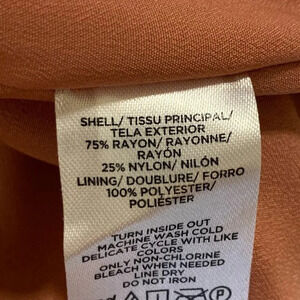 SHELL/ TISSU PRINCIPAL/
TELA EXTERIOR
75% RAYON/ RAYONNE/
RAYÓN
25% NYLON/ NILÓN
LINING/ DOUBLURE/ FORRO
100% POLYESTER/
POLIÉSTER
TURN INSIDE OUT
MACHINE WASH COLD
DELICATE CYCLE WITH LIKE
COLORS
ONLY NON-CHLORINE
BLEACH WHEN NEEDED
LINE DRY
DO NOT IRON